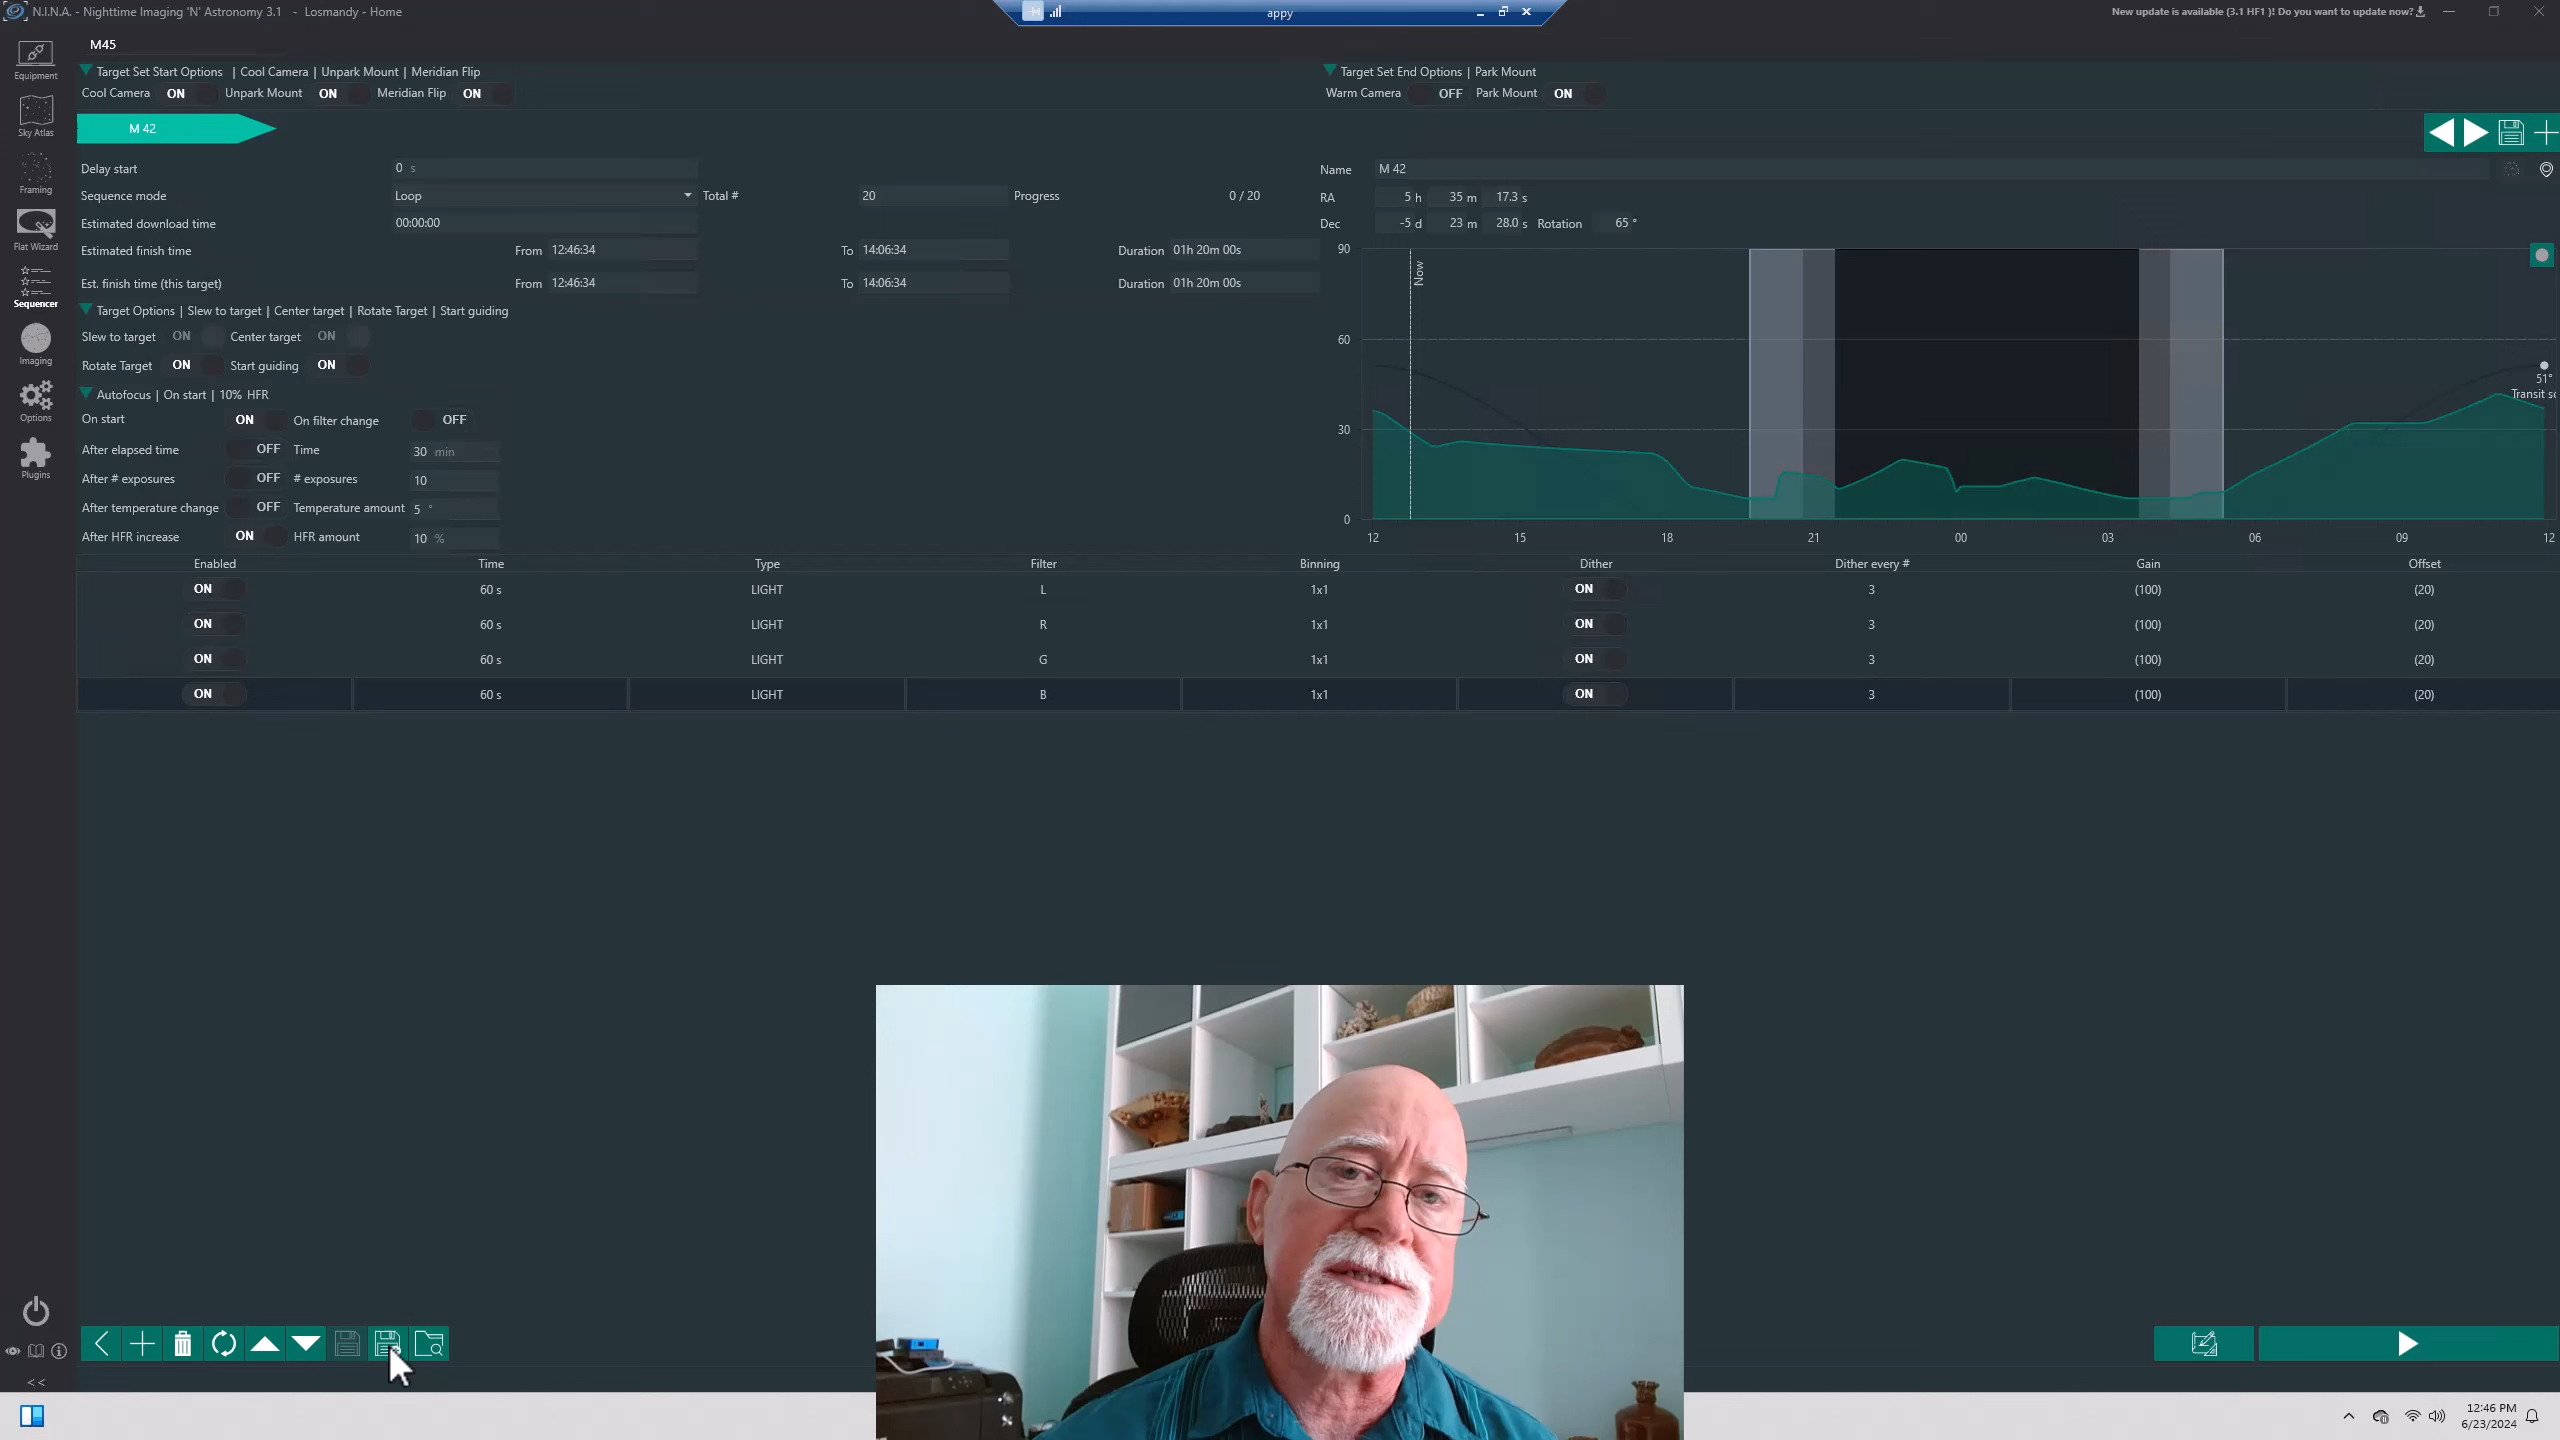 N.I.N.A. - Nighttime Imaging 'N' Astronomy 3.1 - Losmandy - Home
appy
New update is available (3.1 HF1 )! Do you want to update now?
M45
Target Set Start Options | Cool Camera | Unpark Mount | Meridian Flip
Target Set End Options | Park Mount
Cool Camera ON Unpark Mount ON Meridian Flip ON
Warm Camera OFF Park Mount ON
M 42
Equipment
Sky Atlas
Framing
Flat Wizard
Sequencer
Imaging
Options
Plugins
Delay start 0 s
Sequence mode Loop Total # 20 Progress 0 / 20
Estimated download time 00:00:00
Estimated finish time From 12:46:34 To 14:06:34 Duration 01h 20m 00s
Est. finish time (this target) From 12:46:34 To 14:06:34 Duration 01h 20m 00s
Name M 42
RA 5 h 35 m 17.3 s
Dec -5 d 23 m 28.0 s Rotation 65 °
Target Options | Slew to target | Center target | Rotate Target | Start guiding
Slew to target ON Center target ON
Rotate Target ON Start guiding ON
Autofocus | On start | 10% HFR
On start ON On filter change OFF
After elapsed time OFF Time 30 min
After # exposures OFF # exposures 10
After temperature change OFF Temperature amount 5 °
After HFR increase ON HFR amount 10 %
90
60
30
0
Now
51°
Transit
12 15 18 21 00 03 06 09 12
Enabled Time Type Filter Binning Dither Dither every # Gain Offset
ON 60 s LIGHT L 1x1 ON 3 (100) (20)
ON 60 s LIGHT R 1x1 ON 3 (100) (20)
ON 60 s LIGHT G 1x1 ON 3 (100) (20)
ON 60 s LIGHT B 1x1 ON 3 (100) (20)
<<
12:46 PM
6/23/2024